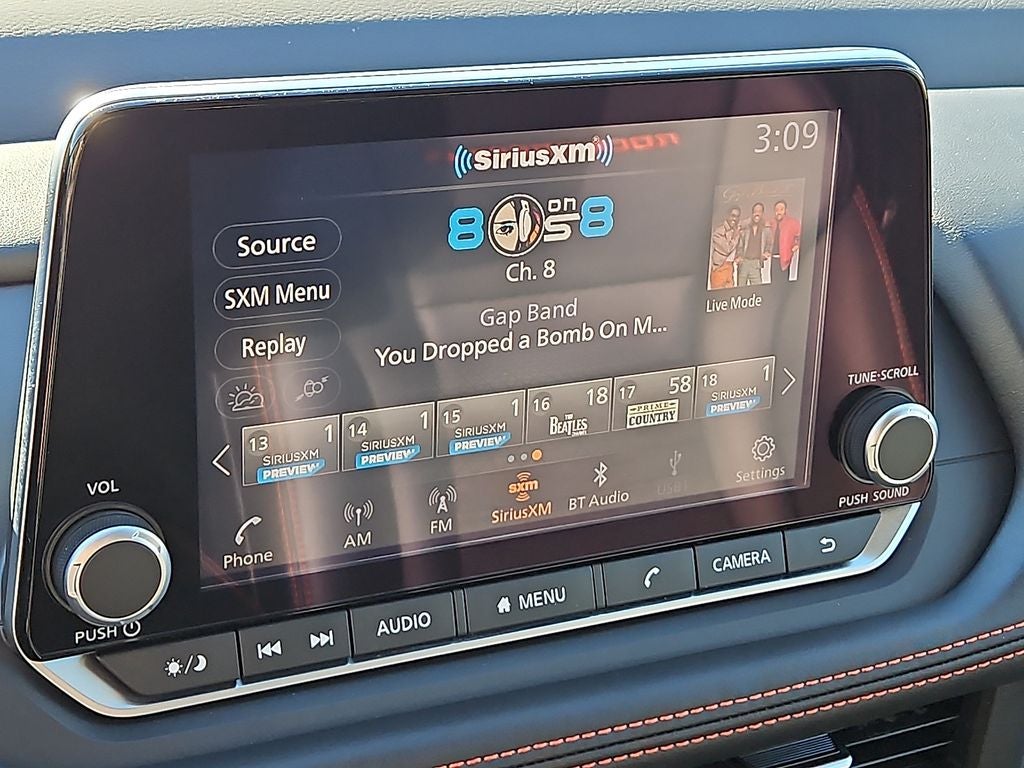 SiriusXM
3:09
80s on 8
Ch. 8
Source
SXM Menu
Replay
Gap Band
You Dropped a Bomb On M...
Live Mode
13 1
SIRIUSXM
PREVIEW
14 1
SIRIUSXM
PREVIEW
15 1
SIRIUSXM
PREVIEW
16 18
THE
BEATLES
CHANNEL
17 58
PRIME
COUNTRY
18 1
SIRIUSXM
PREVIEW
Phone
AM
FM
sxm
SiriusXM
BT Audio
USB1
Settings
VOL
PUSH
TUNE·SCROLL
PUSH SOUND
AUDIO
MENU
CAMERA